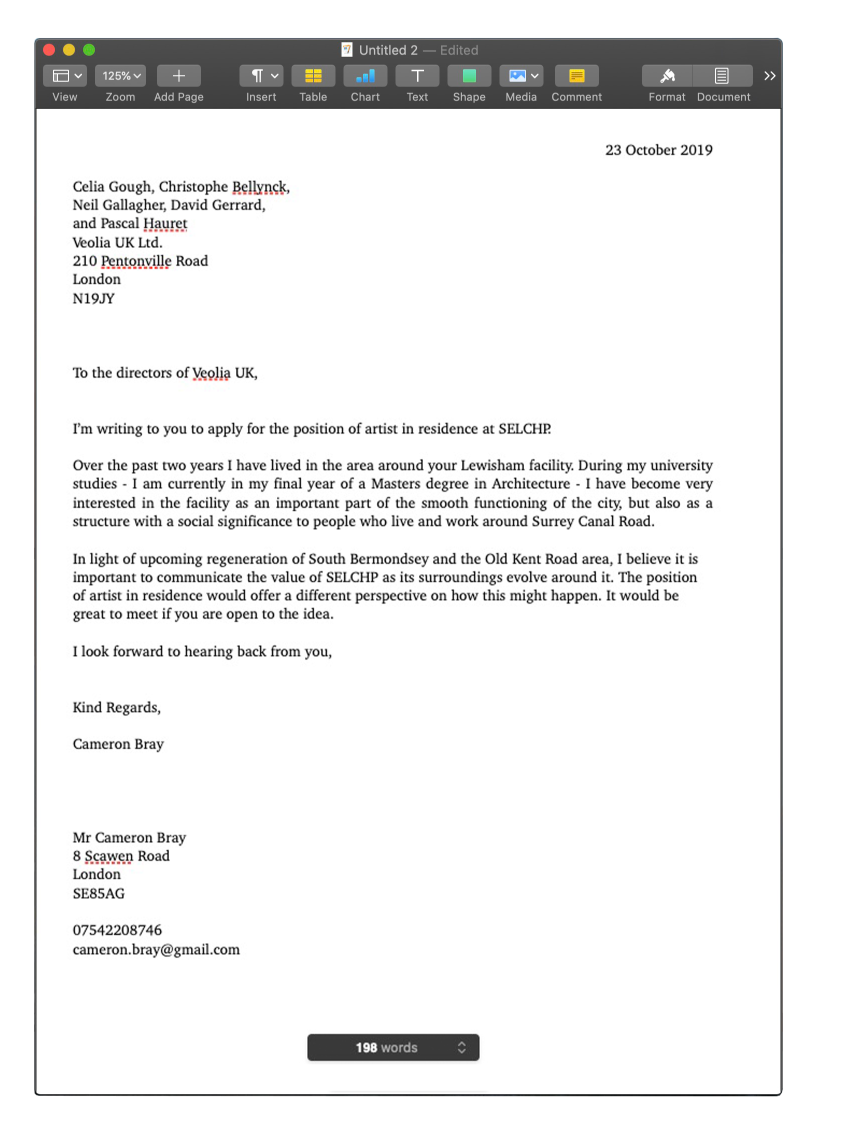 Untitled 2 — Edited
125%
View Zoom Add Page Insert Table Chart Text Shape Media Comment Format Document
23 October 2019
Celia Gough, Christophe Bellynck,
Neil Gallagher, David Gerrard,
and Pascal Hauret
Veolia UK Ltd.
210 Pentonville Road
London
N19JY
To the directors of Veolia UK,
I'm writing to you to apply for the position of artist in residence at SELCHP.
Over the past two years I have lived in the area around your Lewisham facility. During my university
studies - I am currently in my final year of a Masters degree in Architecture - I have become very
interested in the facility as an important part of the smooth functioning of the city, but also as a
structure with a social significance to people who live and work around Surrey Canal Road.
In light of upcoming regeneration of South Bermondsey and the Old Kent Road area, I believe it is
important to communicate the value of SELCHP as its surroundings evolve around it. The position
of artist in residence would offer a different perspective on how this might happen. It would be
great to meet if you are open to the idea.
I look forward to hearing back from you,
Kind Regards,
Cameron Bray
Mr Cameron Bray
8 Scawen Road
London
SE85AG
07542208746
cameron.bray@gmail.com
198 words